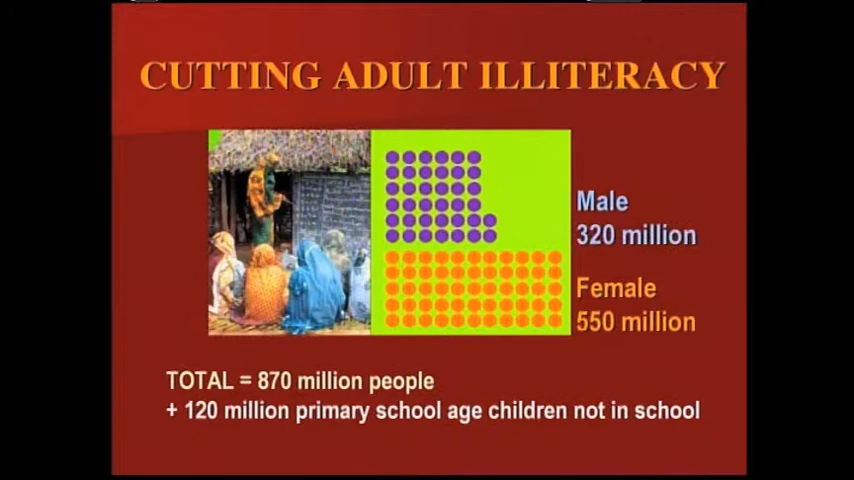 CUTTING ADULT ILLITERACY
Male
320 million
Female
550 million
TOTAL = 870 million people
+ 120 million primary school age children not in school